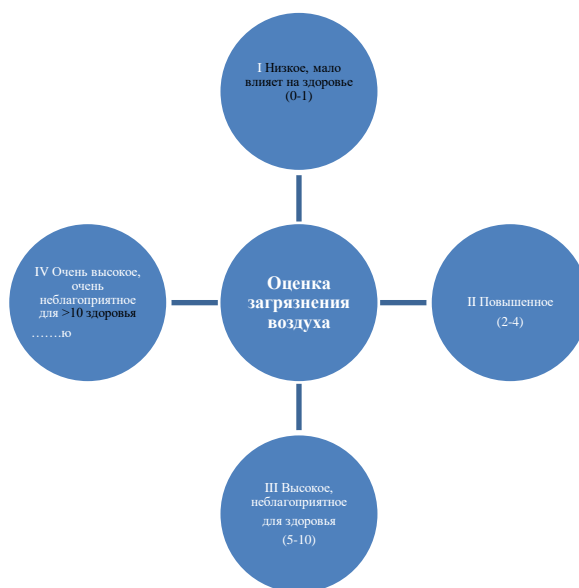 I Низкое, мало
влияет на здоровье
(0-1)
IV Очень высокое,
очень
неблагоприятное
для >10 здоровья
…….ю
Оценка
загрязнения
воздуха
II Повышенное
(2-4)
III Высокое,
неблагоприятное
для здоровья
(5-10)